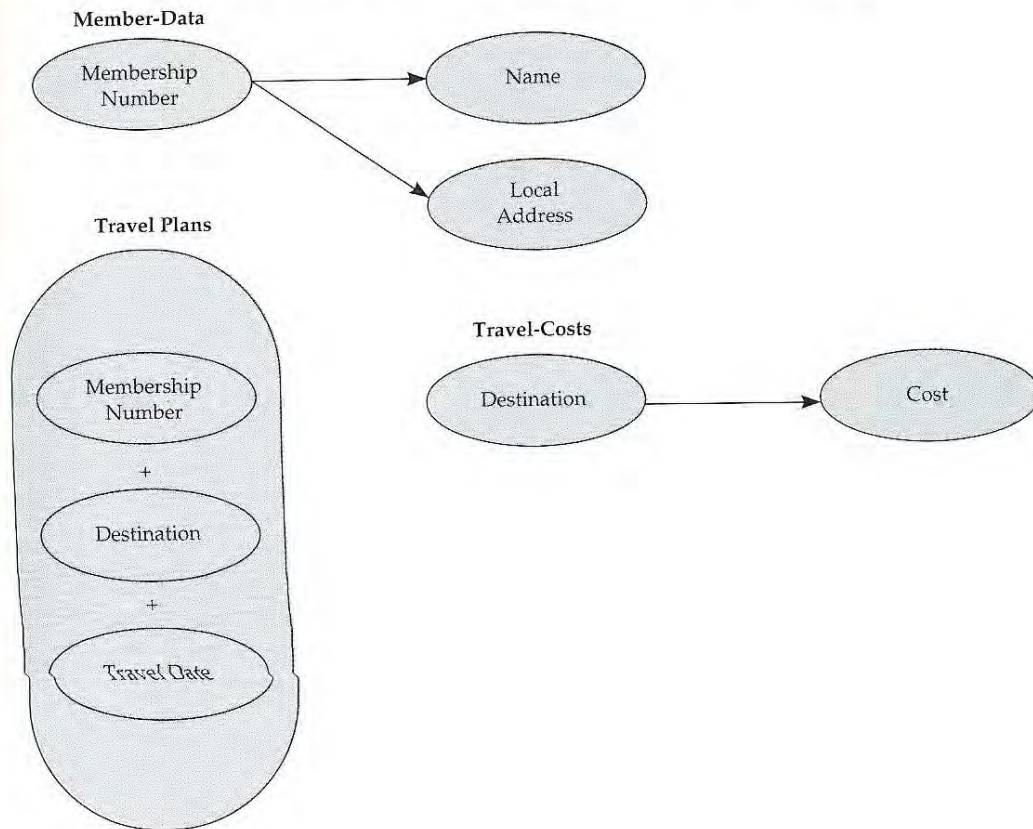 Member-Data
Membership
Number
Name
Local
Address
Travel Plans
Membership
Number
+
Destination
+
Travel Date
Travel-Costs
Destination
Cost